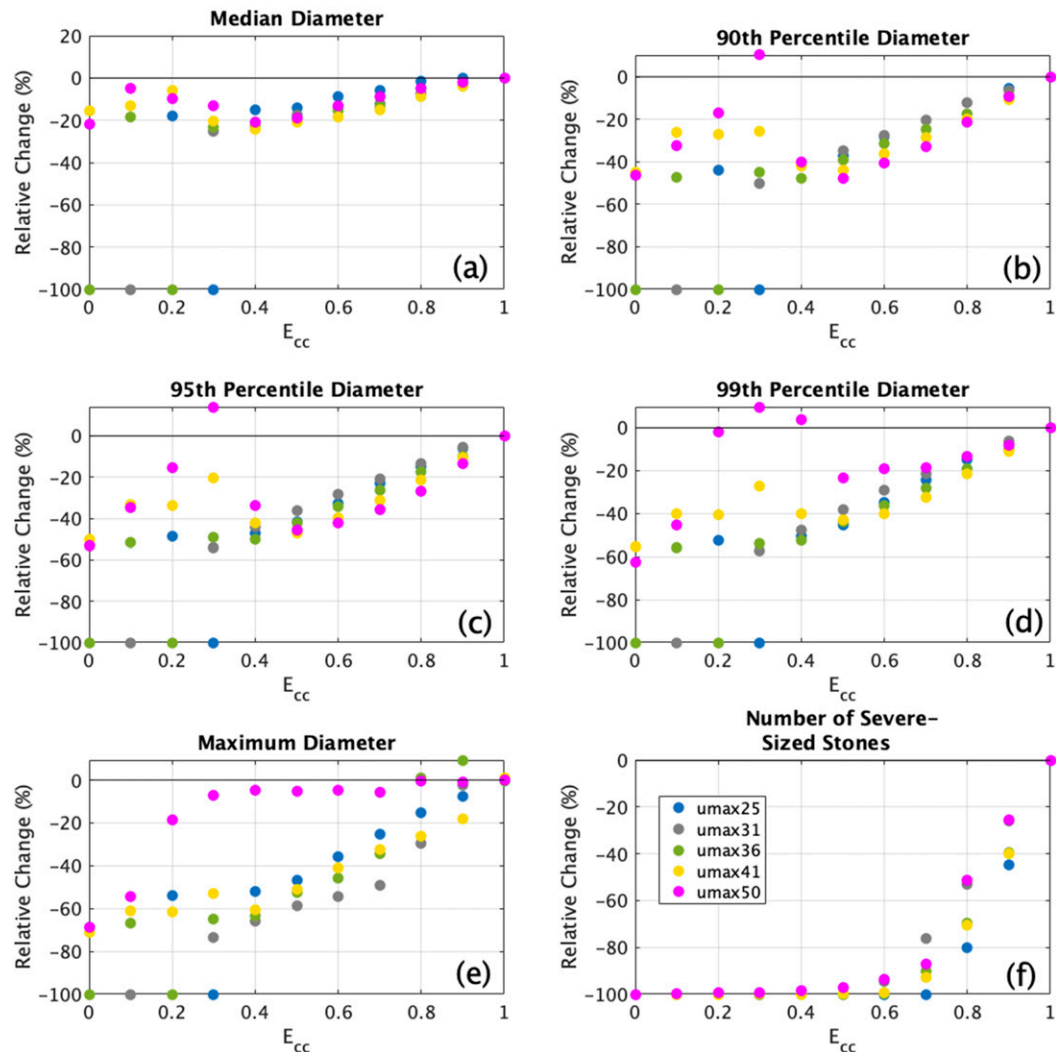 Median Diameter
20
0
−20
−40
−60
−80
−100
Relative Change (%)
0 0.2 0.4 0.6 0.8 1
E_cc
(a)
90th Percentile Diameter
0
−20
−40
−60
−80
−100
Relative Change (%)
0 0.2 0.4 0.6 0.8 1
E_cc
(b)
95th Percentile Diameter
0
−20
−40
−60
−80
−100
Relative Change (%)
0 0.2 0.4 0.6 0.8 1
E_cc
(c)
99th Percentile Diameter
0
−20
−40
−60
−80
−100
Relative Change (%)
0 0.2 0.4 0.6 0.8 1
E_cc
(d)
Maximum Diameter
0
−20
−40
−60
−80
−100
Relative Change (%)
0 0.2 0.4 0.6 0.8 1
E_cc
(e)
Number of Severe-
Sized Stones
0
−20
−40
−60
−80
−100
Relative Change (%)
umax25
umax31
umax36
umax41
umax50
0 0.2 0.4 0.6 0.8 1
E_cc
(f)